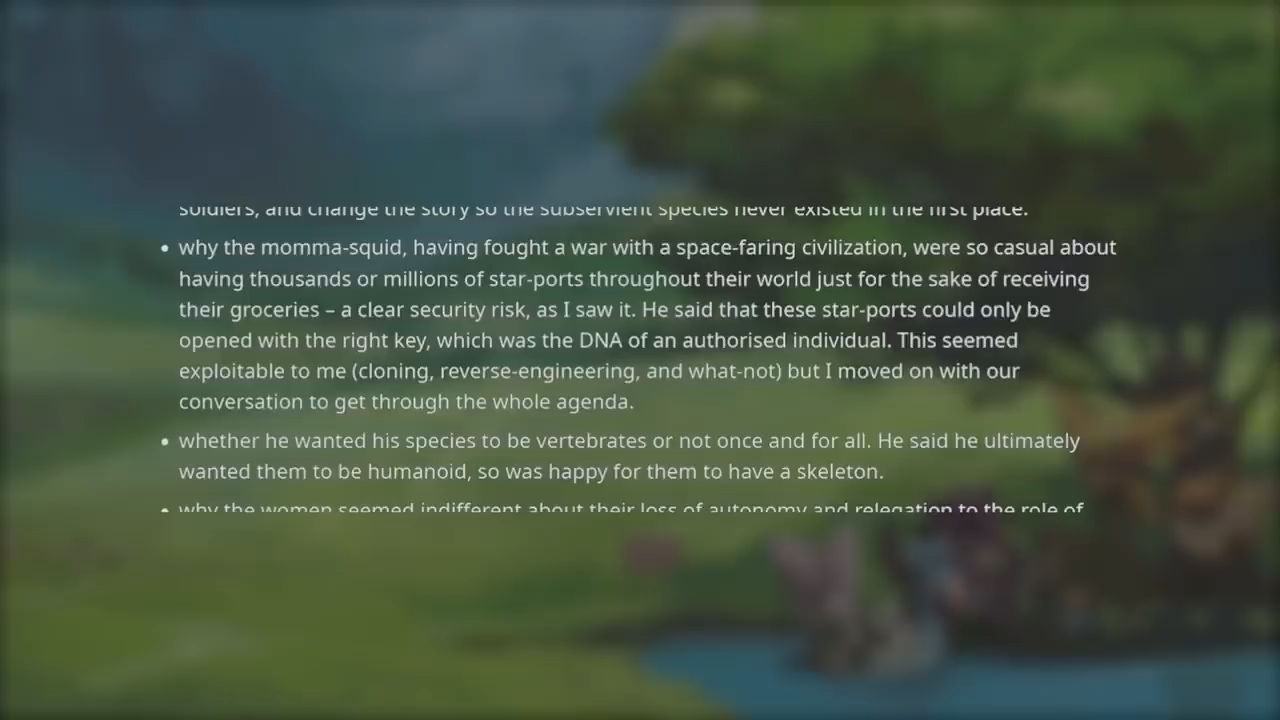 soldiers, and change the story so the subservient species never existed in the first place.
• why the momma-squid, having fought a war with a space-faring civilization, were so casual about
having thousands or millions of star-ports throughout their world just for the sake of receiving
their groceries – a clear security risk, as I saw it. He said that these star-ports could only be
opened with the right key, which was the DNA of an authorised individual. This seemed
exploitable to me (cloning, reverse-engineering, and what-not) but I moved on with our
conversation to get through the whole agenda.
• whether he wanted his species to be vertebrates or not once and for all. He said he ultimately
wanted them to be humanoid, so was happy for them to have a skeleton.
• why the women seemed indifferent about their loss of autonomy and relegation to the role of